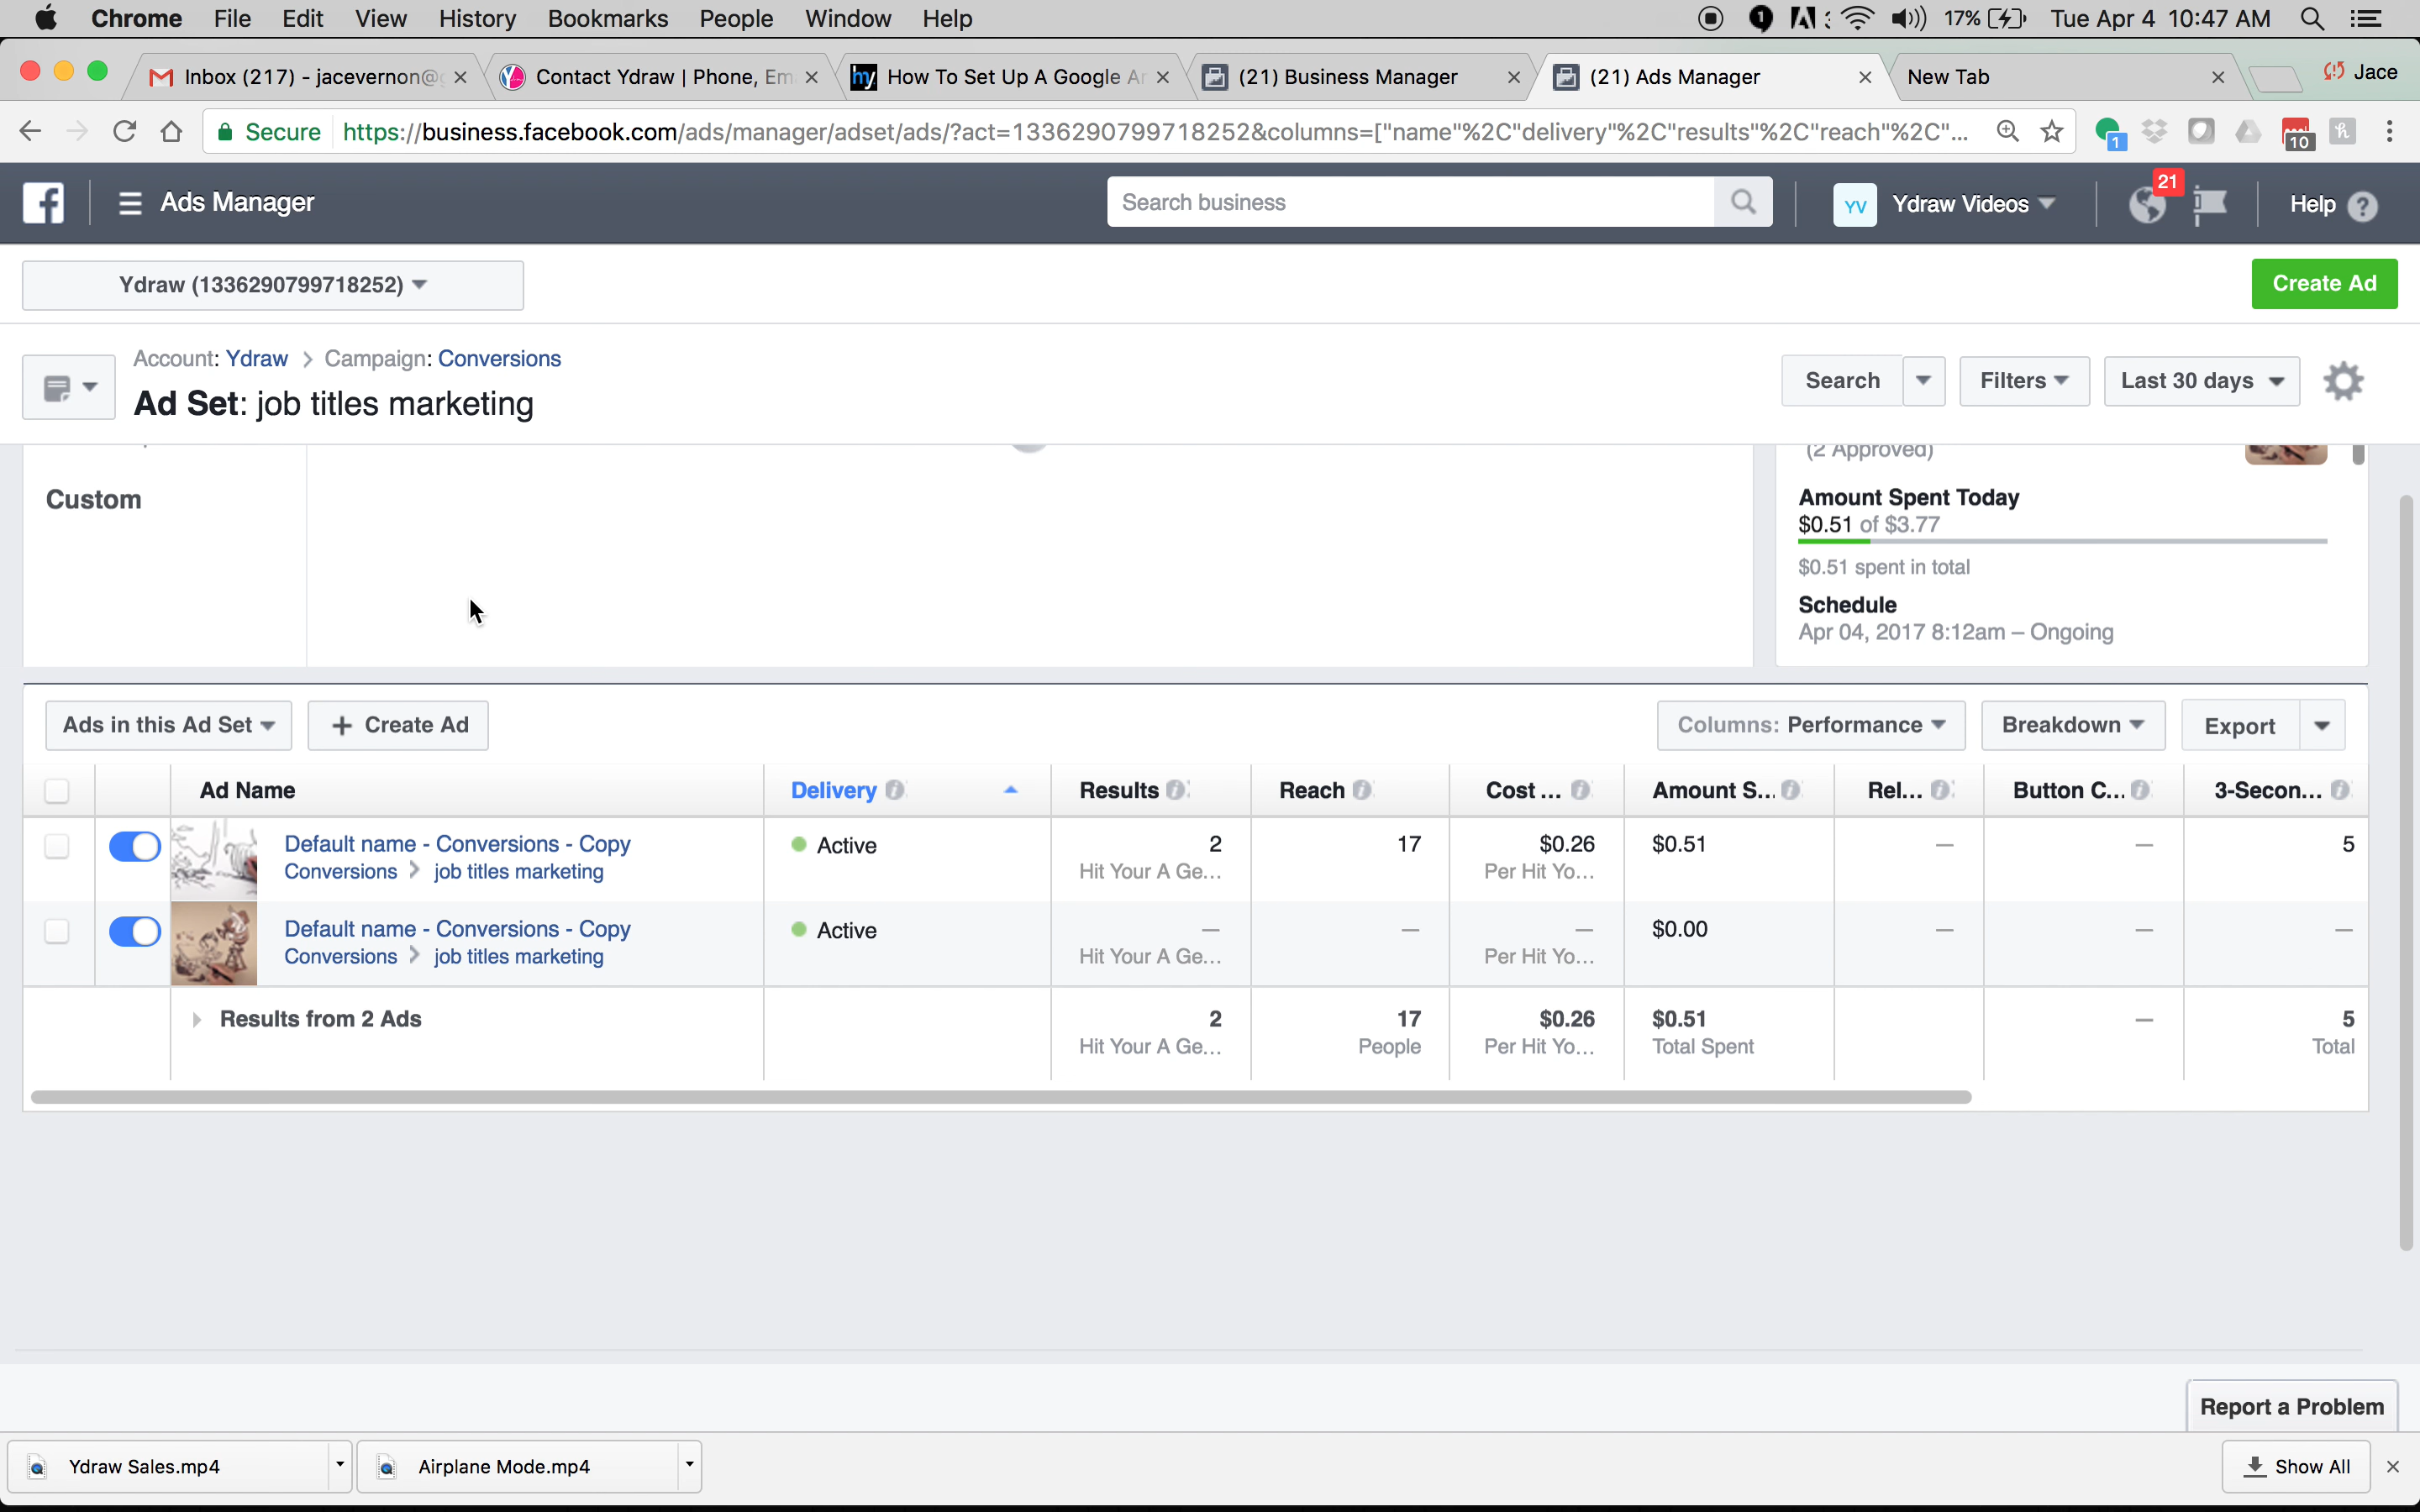 Chrome File Edit View History Bookmarks People Window Help
17% Tue Apr 4 10:47 AM
Inbox (217) - jacevernon@g
Contact Ydraw | Phone, Em
How To Set Up A Google Ar
(21) Business Manager
(21) Ads Manager
New Tab
Jace
Secure https://business.facebook.com/ads/manager/adset/ads/?act=1336290799718252&columns=["name"%2C"delivery"%2C"results"%2C"reach"%2C"...
1
10
Ads Manager
Search business
YV Ydraw Videos
21
Help
Ydraw (1336290799718252)
Create Ad
Account: Ydraw > Campaign: Conversions
Ad Set: job titles marketing
Search
Filters
Last 30 days
(2 Approved)
Custom
Amount Spent Today
$0.51 of $3.77
$0.51 spent in total
Schedule
Apr 04, 2017 8:12am – Ongoing
Ads in this Ad Set
+ Create Ad
Columns: Performance
Breakdown
Export
Ad Name Delivery Results Reach Cost ... Amount S... Rel... Button C... 3-Secon...
Default name - Conversions - Copy Active 2 17 $0.26 $0.51 — — 5
Conversions > job titles marketing Hit Your A Ge... Per Hit Yo...
Default name - Conversions - Copy Active — — — $0.00 — — —
Conversions > job titles marketing Hit Your A Ge... Per Hit Yo...
Results from 2 Ads 2 17 $0.26 $0.51 — 5
Hit Your A Ge... People Per Hit Yo... Total Spent Total
Report a Problem
Ydraw Sales.mp4
Airplane Mode.mp4
Show All